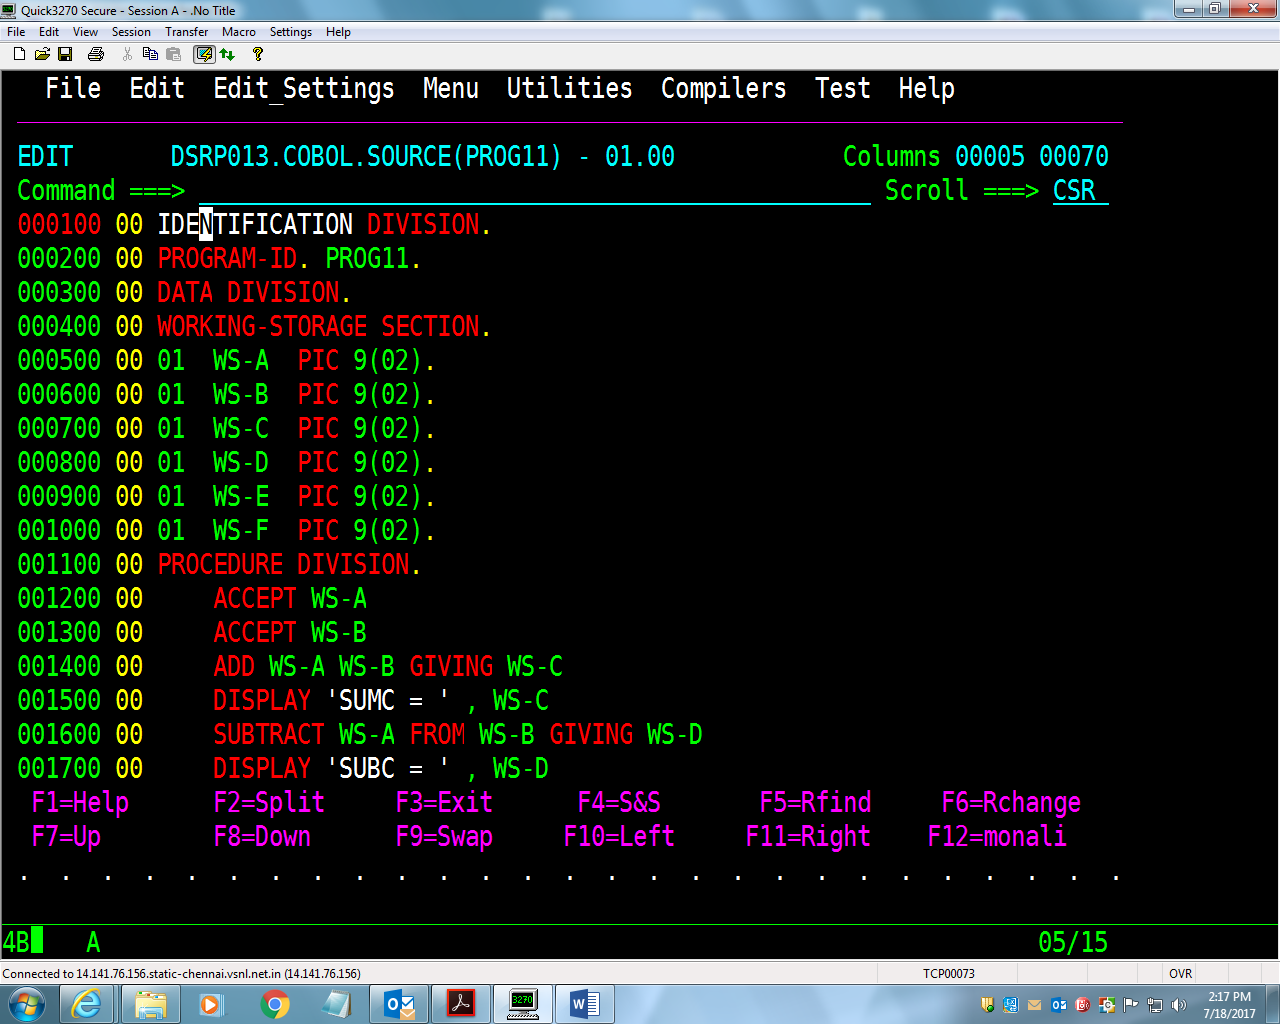 Quick3270 Secure - Session A - .No Title
File Edit View Session Transfer Macro Settings Help
File Edit Edit_Settings Menu Utilities Compilers Test Help
EDIT DSRP013.COBOL.SOURCE(PROG11) - 01.00 Columns 00005 00070
Command ===> Scroll ===> CSR
000100 00 IDENTIFICATION DIVISION.
000200 00 PROGRAM-ID. PROG11.
000300 00 DATA DIVISION.
000400 00 WORKING-STORAGE SECTION.
000500 00 01 WS-A PIC 9(02).
000600 00 01 WS-B PIC 9(02).
000700 00 01 WS-C PIC 9(02).
000800 00 01 WS-D PIC 9(02).
000900 00 01 WS-E PIC 9(02).
001000 00 01 WS-F PIC 9(02).
001100 00 PROCEDURE DIVISION.
001200 00 ACCEPT WS-A
001300 00 ACCEPT WS-B
001400 00 ADD WS-A WS-B GIVING WS-C
001500 00 DISPLAY 'SUMC = ' , WS-C
001600 00 SUBTRACT WS-A FROM WS-B GIVING WS-D
001700 00 DISPLAY 'SUBC = ' , WS-D
F1=Help F2=Split F3=Exit F4=S&S F5=Rfind F6=Rchange
F7=Up F8=Down F9=Swap F10=Left F11=Right F12=monali
. . . . . . . . . . . . . . . . . . . . . . . . . . .
4B A 05/15
Connected to 14.141.76.156.static-chennai.vsnl.net.in (14.141.76.156) TCP00073 OVR
3270
2:17 PM
7/18/2017